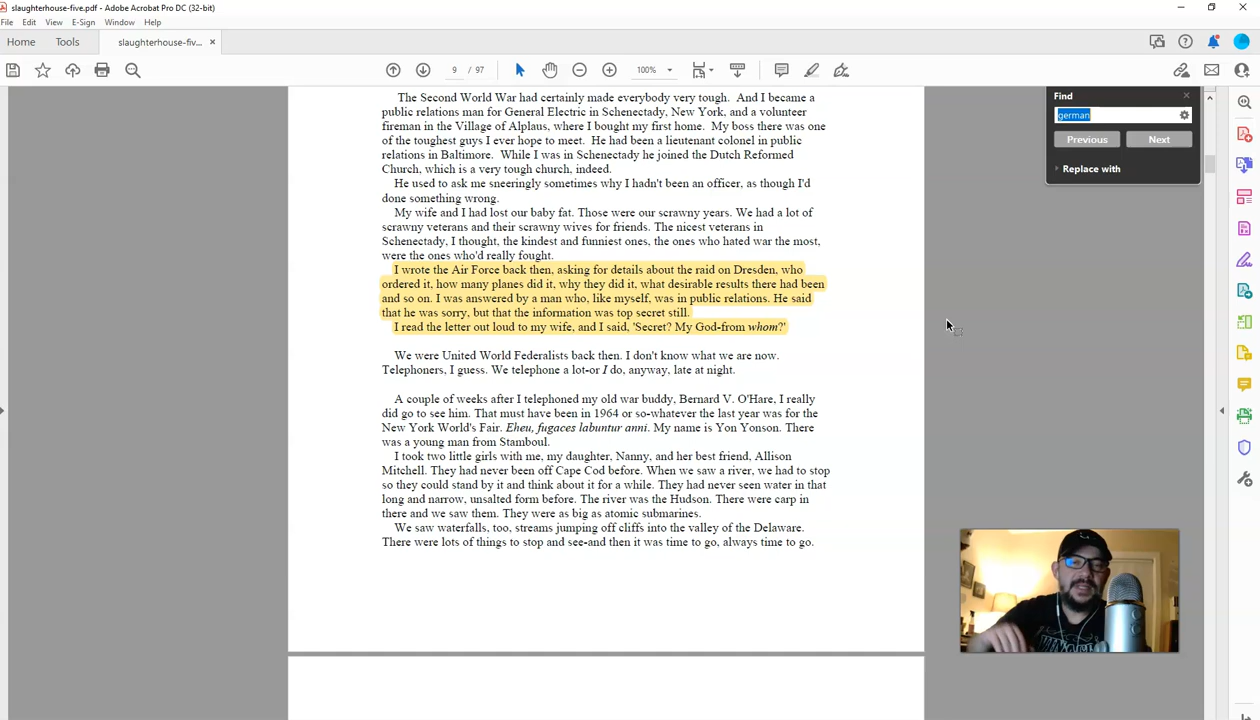 slaughterhouse-five.pdf - Adobe Acrobat Pro DC (32-bit)
File Edit View E-Sign Window Help
Home Tools slaughterhouse-fiv... ×
9 / 97 100%
Find
german
Previous Next
Replace with
The Second World War had certainly made everybody very tough. And I became a
public relations man for General Electric in Schenectady, New York, and a volunteer
fireman in the Village of Alplaus, where I bought my first home. My boss there was one
of the toughest guys I ever hope to meet. He had been a lieutenant colonel in public
relations in Baltimore. While I was in Schenectady he joined the Dutch Reformed
Church, which is a very tough church, indeed.
He used to ask me sneeringly sometimes why I hadn't been an officer, as though I'd
done something wrong.
My wife and I had lost our baby fat. Those were our scrawny years. We had a lot of
scrawny veterans and their scrawny wives for friends. The nicest veterans in
Schenectady, I thought, the kindest and funniest ones, the ones who hated war the most,
were the ones who'd really fought.
I wrote the Air Force back then, asking for details about the raid on Dresden, who
ordered it, how many planes did it, why they did it, what desirable results there had been
and so on. I was answered by a man who, like myself, was in public relations. He said
that he was sorry, but that the information was top secret still.
I read the letter out loud to my wife, and I said, 'Secret? My God-from whom?'
We were United World Federalists back then. I don't know what we are now.
Telephoners, I guess. We telephone a lot-or I do, anyway, late at night.
A couple of weeks after I telephoned my old war buddy, Bernard V. O'Hare, I really
did go to see him. That must have been in 1964 or so-whatever the last year was for the
New York World's Fair. Eheu, fugaces labuntur anni. My name is Yon Yonson. There
was a young man from Stamboul.
I took two little girls with me, my daughter, Nanny, and her best friend, Allison
Mitchell. They had never been off Cape Cod before. When we saw a river, we had to stop
so they could stand by it and think about it for a while. They had never seen water in that
long and narrow, unsalted form before. The river was the Hudson. There were carp in
there and we saw them. They were as big as atomic submarines.
We saw waterfalls, too, streams jumping off cliffs into the valley of the Delaware.
There were lots of things to stop and see-and then it was time to go, always time to go.